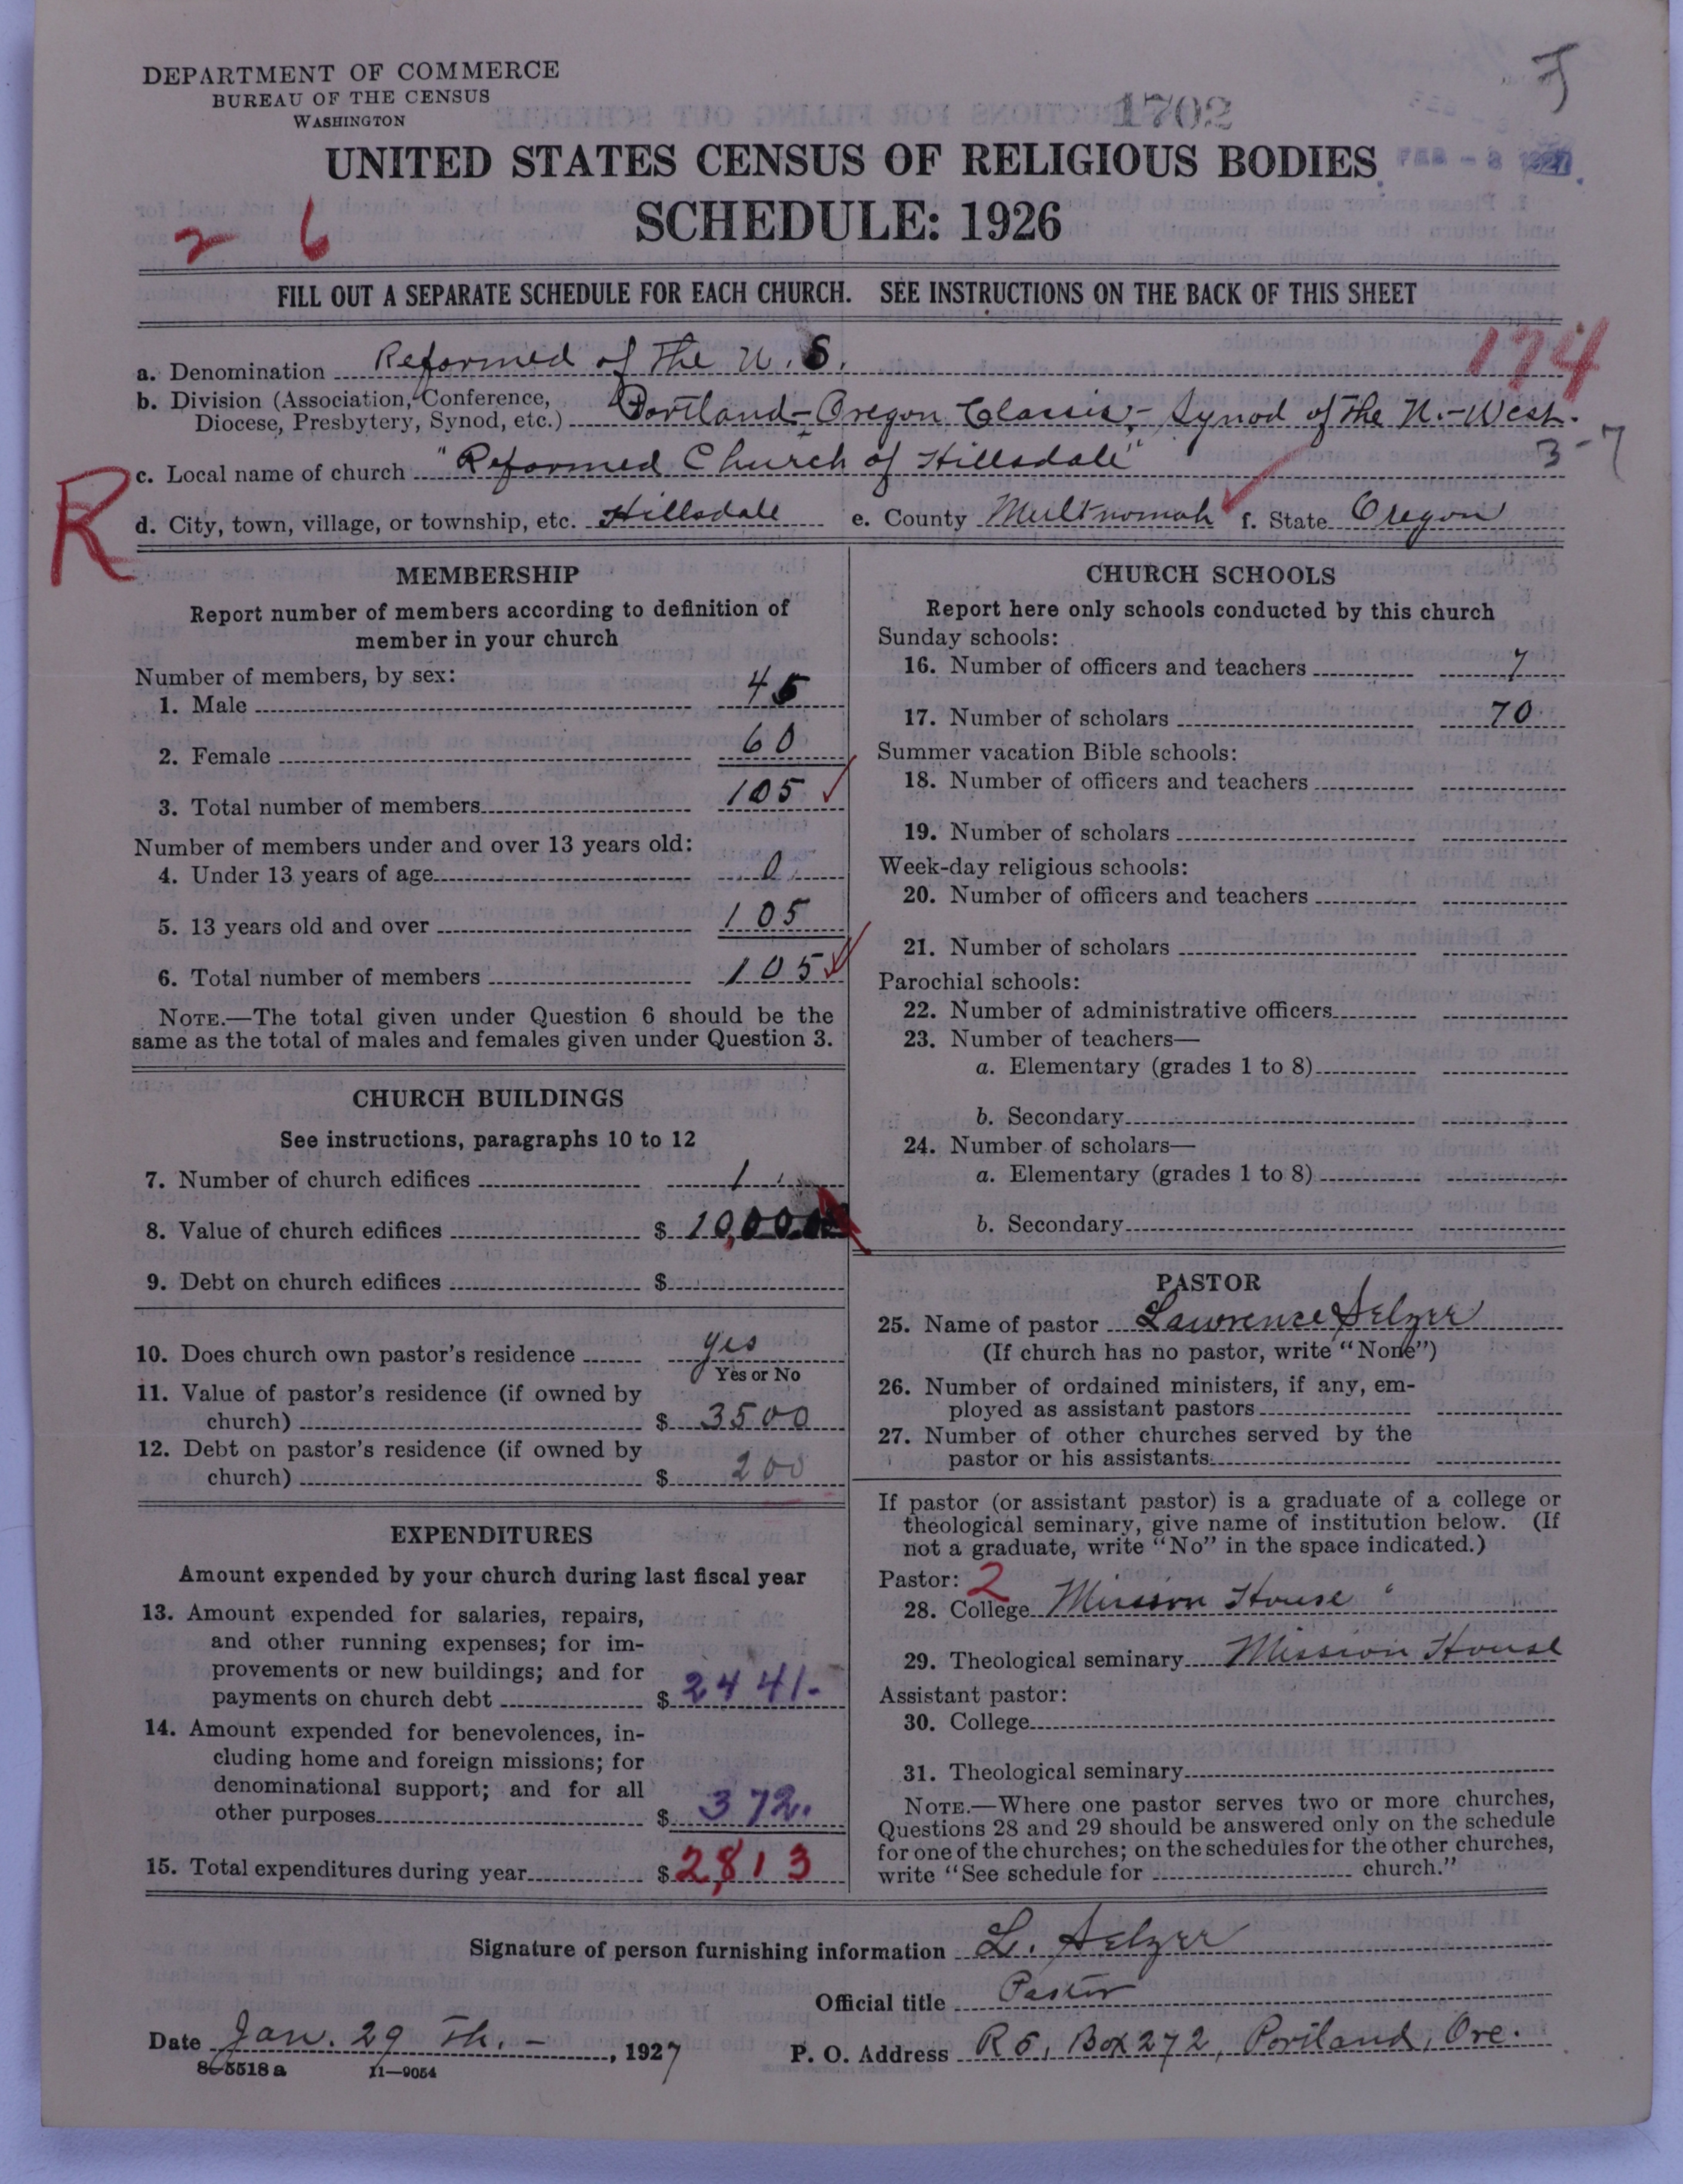 DEPARTMENT OF COMMERCE
BUREAU OF THE CENSUS
WASHINGTON
1702
UNITED STATES CENSUS OF RELIGIOUS BODIES
FEB - 3 1927
SCHEDULE: 1926
2 6
FILL OUT A SEPARATE SCHEDULE FOR EACH CHURCH. SEE INSTRUCTIONS ON THE BACK OF THIS SHEET
174
a. Denomination Reformed of the U.S.
b. Division (Association, Conference,
Diocese, Presbytery, Synod, etc.) Portland-Oregon Classis, - Synod of the N.-West.
3-7
c. Local name of church "Reformed Church of Hillsdale"
R
d. City, town, village, or township, etc. Hillsdale e. County Multnomah f. State Oregon
MEMBERSHIP
Report number of members according to definition of
member in your church
Number of members, by sex:
1. Male 45
2. Female 60
3. Total number of members 105
Number of members under and over 13 years old:
4. Under 13 years of age 0
5. 13 years old and over 105
6. Total number of members 105
NOTE.—The total given under Question 6 should be the
same as the total of males and females given under Question 3.
CHURCH BUILDINGS
See instructions, paragraphs 10 to 12
7. Number of church edifices 1
8. Value of church edifices $ 10,000
9. Debt on church edifices $
10. Does church own pastor's residence yes
Yes or No
11. Value of pastor's residence (if owned by
church) $ 3500
12. Debt on pastor's residence (if owned by
church) $ 200
EXPENDITURES
Amount expended by your church during last fiscal year
13. Amount expended for salaries, repairs,
and other running expenses; for im-
provements or new buildings; and for
payments on church debt $ 2441.
14. Amount expended for benevolences, in-
cluding home and foreign missions; for
denominational support; and for all
other purposes $ 372.
15. Total expenditures during year $ 2,813
CHURCH SCHOOLS
Report here only schools conducted by this church
Sunday schools:
16. Number of officers and teachers 7
17. Number of scholars 70
Summer vacation Bible schools:
18. Number of officers and teachers
19. Number of scholars
Week-day religious schools:
20. Number of officers and teachers
21. Number of scholars
Parochial schools:
22. Number of administrative officers
23. Number of teachers—
a. Elementary (grades 1 to 8)
b. Secondary
24. Number of scholars—
a. Elementary (grades 1 to 8)
b. Secondary
PASTOR
25. Name of pastor Lawrence Selzer
(If church has no pastor, write "None")
26. Number of ordained ministers, if any, em-
ployed as assistant pastors
27. Number of other churches served by the
pastor or his assistants
If pastor (or assistant pastor) is a graduate of a college or
theological seminary, give name of institution below. (If
not a graduate, write "No" in the space indicated.)
Pastor: 2
28. College Mission House
29. Theological seminary Mission House
Assistant pastor:
30. College
31. Theological seminary
NOTE.—Where one pastor serves two or more churches,
Questions 28 and 29 should be answered only on the schedule
for one of the churches; on the schedules for the other churches,
write "See schedule for church."
Signature of person furnishing information L. Selzer
Official title Pastor
Date Jan. 29 th. -, 1927
P. O. Address R 5, Box 272, Portland, Ore.
8-5518 a 11—9054